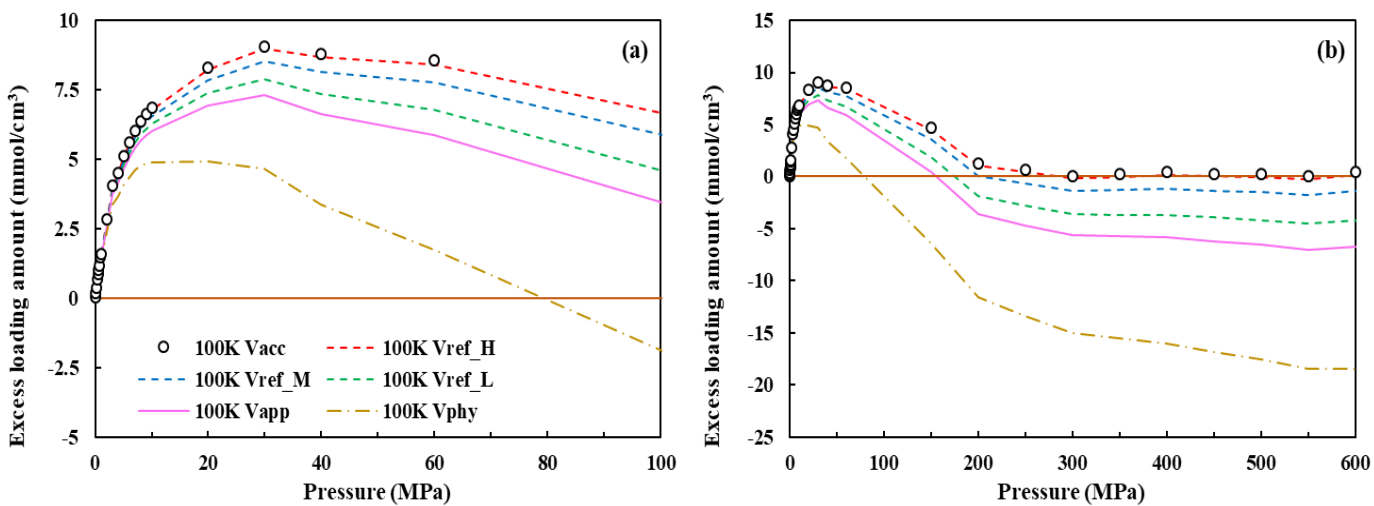 (a)
Excess loading amount (mmol/cm³)
10
7.5
5
2.5
0
-2.5
-5
100K Vacc
100K Vref_H
100K Vref_M
100K Vref_L
100K Vapp
100K Vphy
0
20
40
60
80
100
Pressure (MPa)
(b)
Excess loading amount (mmol/cm³)
15
10
5
0
-5
-10
-15
-20
-25
0
100
200
300
400
500
600
Pressure (MPa)